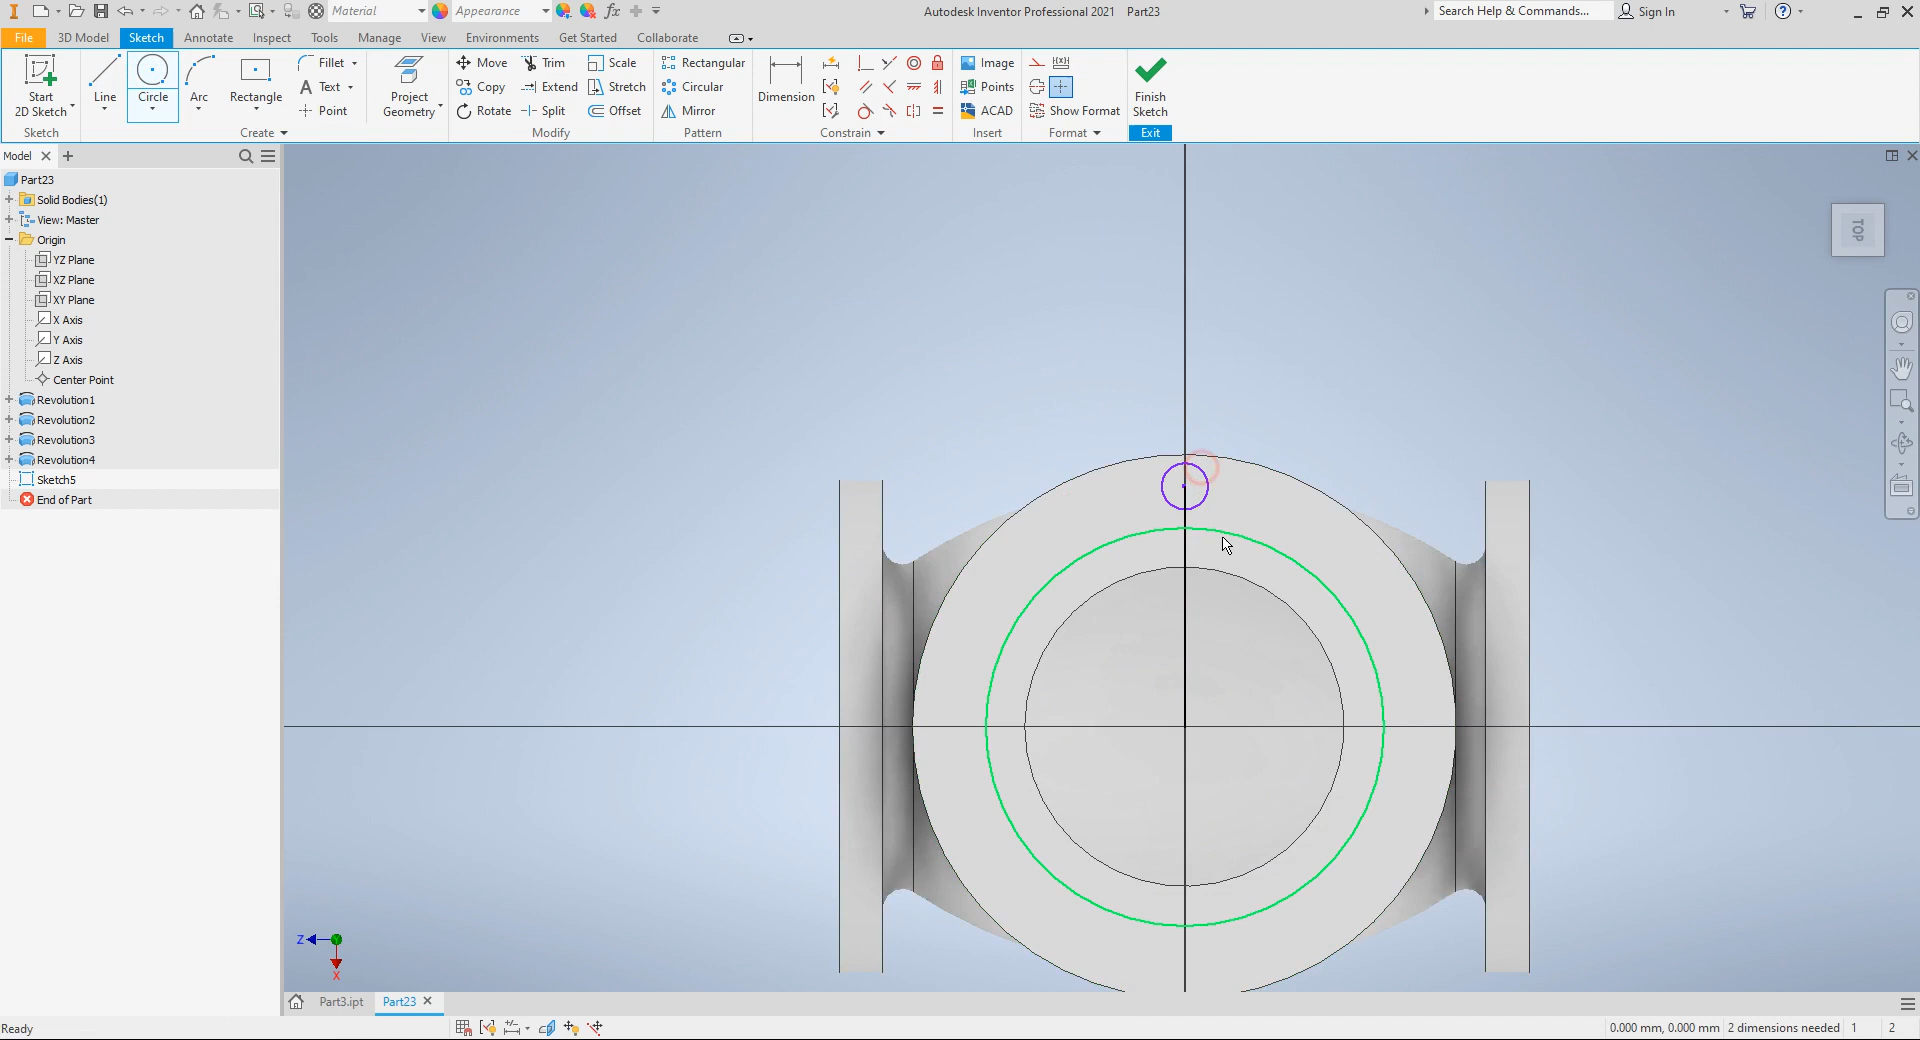 Material Appearance fx Autodesk Inventor Professional 2021 Part23 Search Help & Commands... Sign In
File 3D Model Sketch Annotate Inspect Tools Manage View Environments Get Started Collaborate
Start 2D Sketch Line Circle Arc Rectangle Fillet Text Point Project Geometry
Move Trim Scale
Copy Extend Stretch
Rotate Split Offset
Rectangular
Circular
Mirror
Dimension
Image
Points
ACAD
Show Format
Finish Sketch
Sketch Create Modify Pattern Constrain Insert Format Exit
Model
Part23
Solid Bodies(1)
View: Master
Origin
YZ Plane
XZ Plane
XY Plane
X Axis
Y Axis
Z Axis
Center Point
Revolution1
Revolution2
Revolution3
Revolution4
Sketch5
End of Part
TOP
Z
X
Part3.ipt Part23
Ready 0.000 mm, 0.000 mm 2 dimensions needed 1 2